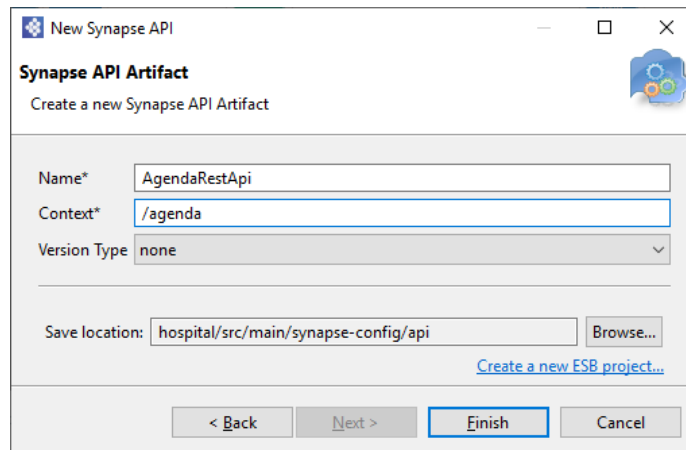 New Synapse API
Synapse API Artifact
Create a new Synapse API Artifact
Name* AgendaRestApi
Context* /agenda
Version Type none
Save location: hospital/src/main/synapse-config/api Browse...
Create a new ESB project...
< Back Next > Finish Cancel